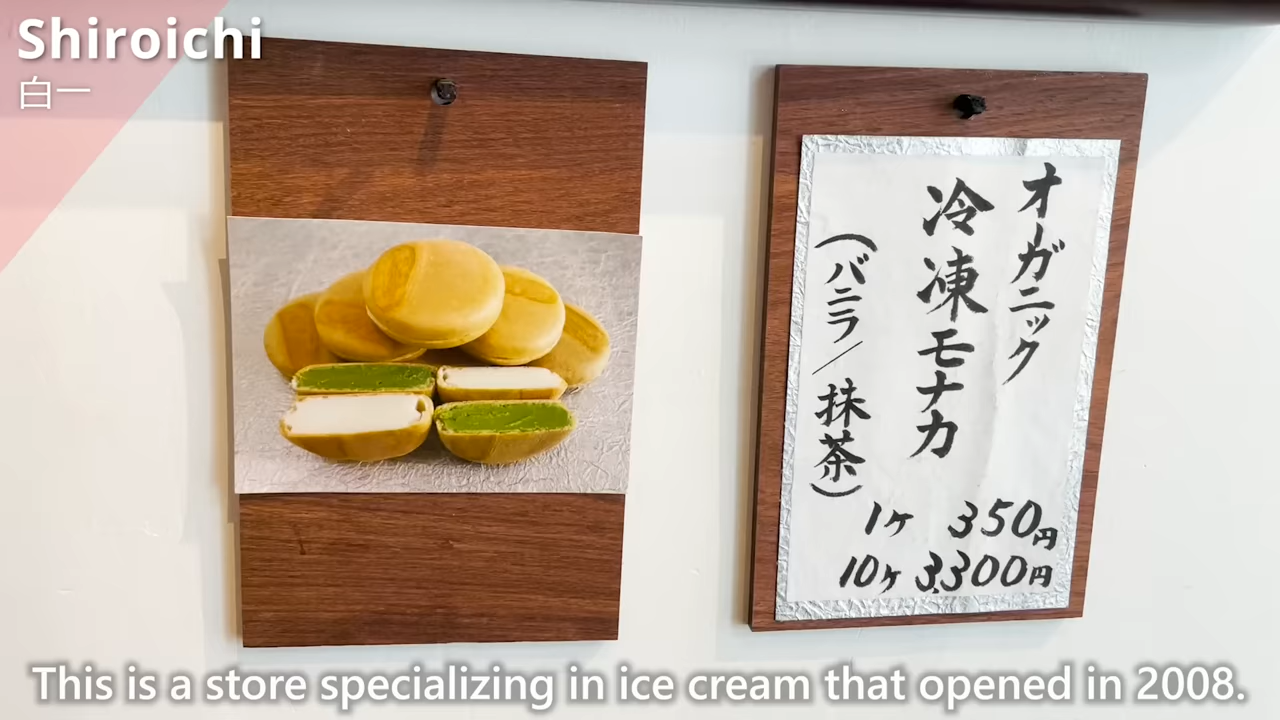 Shiroichi
白一
オーガニック
冷凍モナカ
(バニラ/抹茶)
1ヶ 350円
10ヶ 3,300円
This is a store specializing in ice cream that opened in 2008.